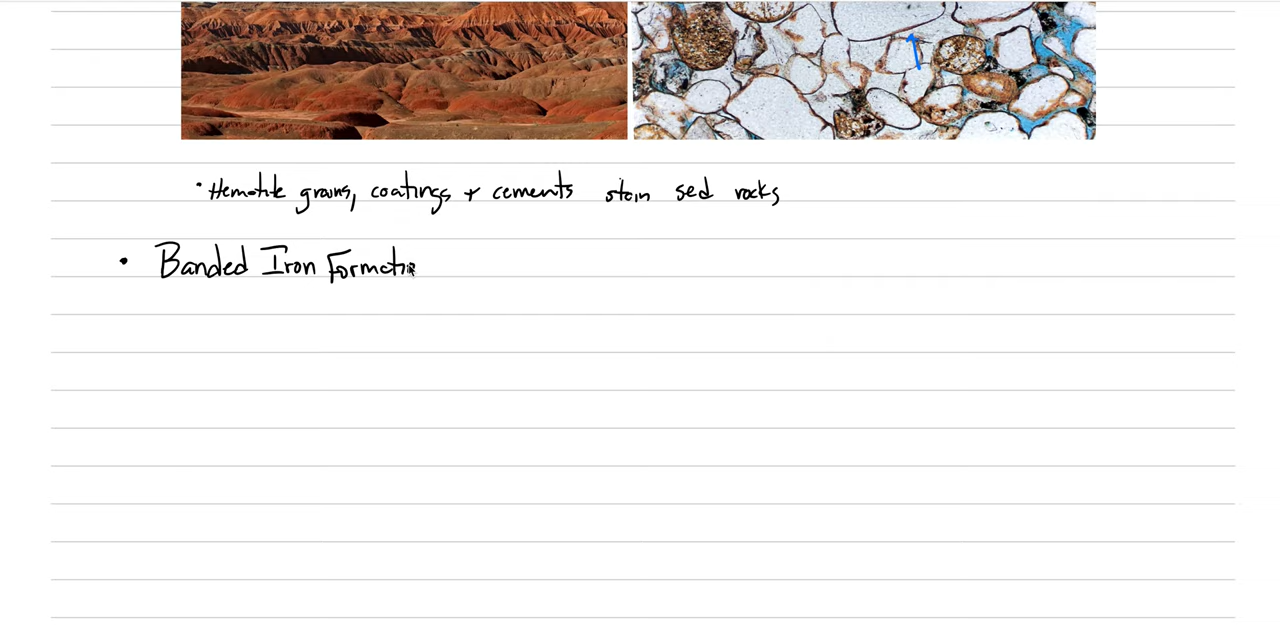 • Hematite grains, coatings + cements stain sed rocks
• Banded Iron Formatio